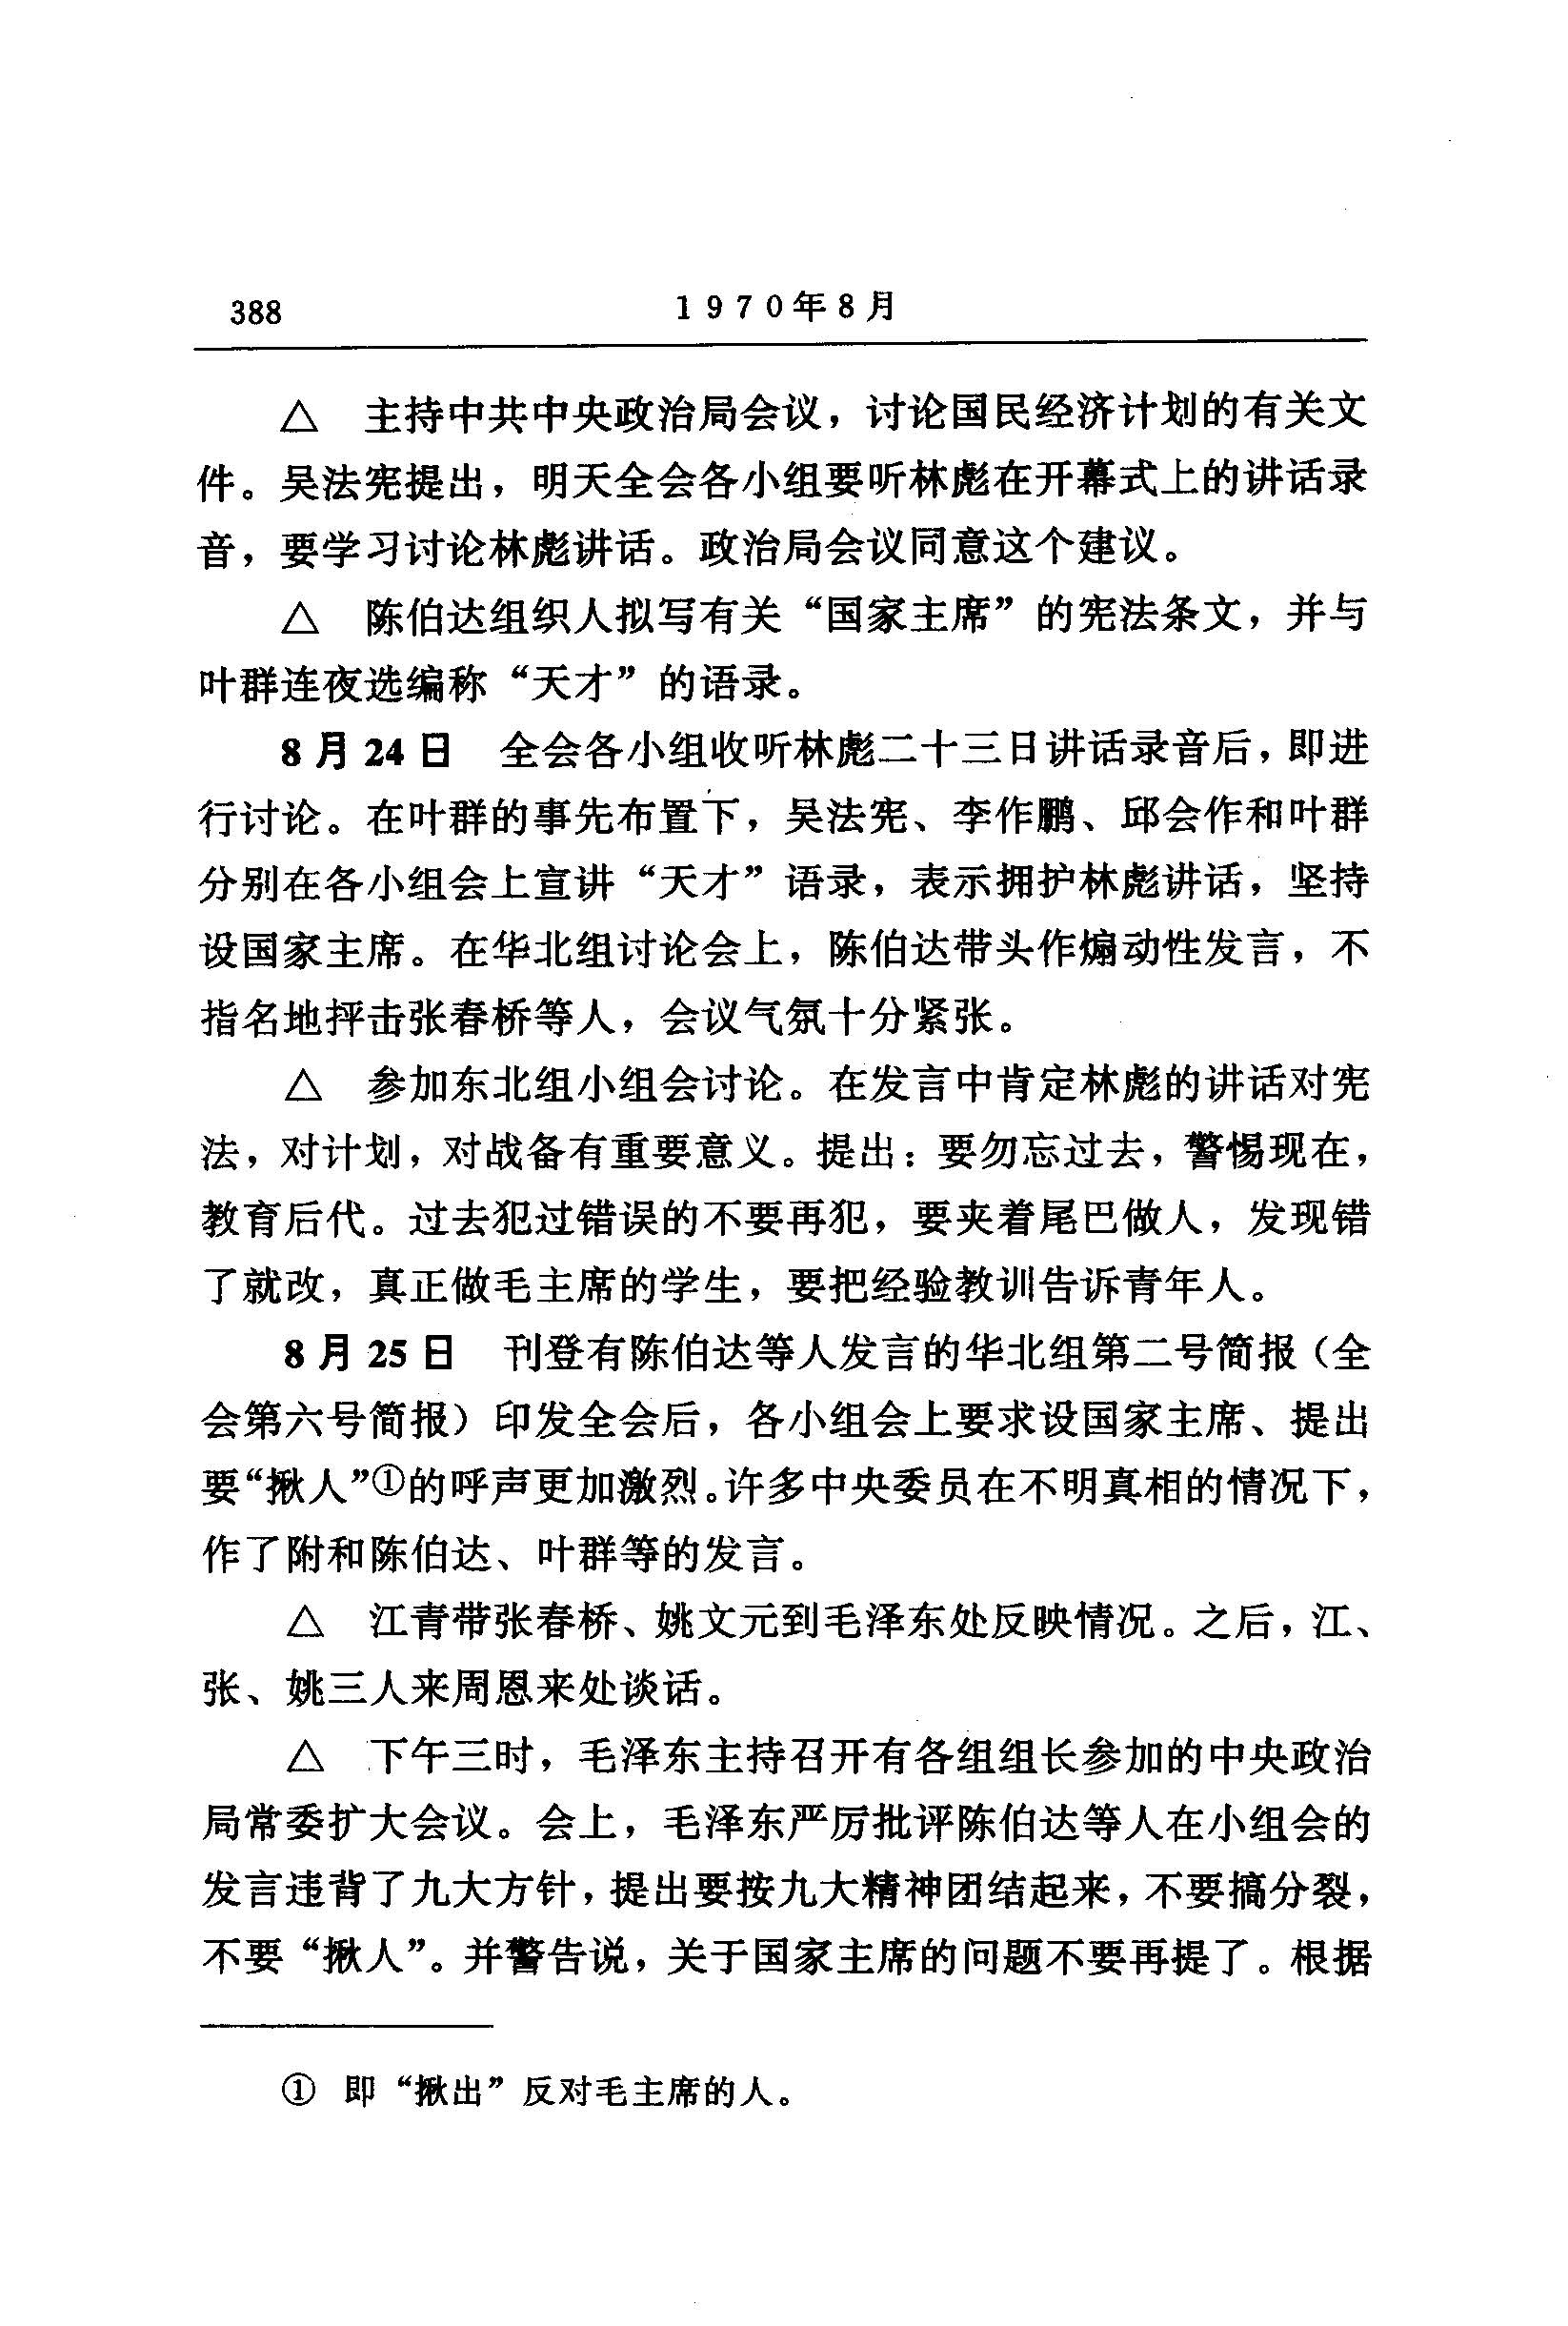 388
1970年8月
△ 主持中共中央政治局会议，讨论国民经济计划的有关文
件。吴法宪提出，明天全会各小组要听林彪在开幕式上的讲话录
音，要学习讨论林彪讲话。政治局会议同意这个建议。
△ 陈伯达组织人拟写有关“国家主席”的宪法条文，并与
叶群连夜选编称“天才”的语录。
8月24日 全会各小组收听林彪二十三日讲话录音后，即进
行讨论。在叶群的事先布置下，吴法宪、李作鹏、邱会作和叶群
分别在各小组会上宣讲“天才”语录，表示拥护林彪讲话，坚持
设国家主席。在华北组讨论会上，陈伯达带头作煽动性发言，不
指名地抨击张春桥等人，会议气氛十分紧张。
△ 参加东北组小组会讨论。在发言中肯定林彪的讲话对宪
法，对计划，对战备有重要意义。提出：要勿忘过去，警惕现在，
教育后代。过去犯过错误的不要再犯，要夹着尾巴做人，发现错
了就改，真正做毛主席的学生，要把经验教训告诉青年人。
8月25日 刊登有陈伯达等人发言的华北组第二号简报（全
会第六号简报）印发全会后，各小组会上要求设国家主席、提出
要“揪人”①的呼声更加激烈。许多中央委员在不明真相的情况下，
作了附和陈伯达、叶群等的发言。
△ 江青带张春桥、姚文元到毛泽东处反映情况。之后，江、
张、姚三人来周恩来处谈话。
△ 下午三时，毛泽东主持召开有各组组长参加的中央政治
局常委扩大会议。会上，毛泽东严厉批评陈伯达等人在小组会的
发言违背了九大方针，提出要按九大精神团结起来，不要搞分裂，
不要“揪人”。并警告说，关于国家主席的问题不要再提了。根据
① 即“揪出”反对毛主席的人。